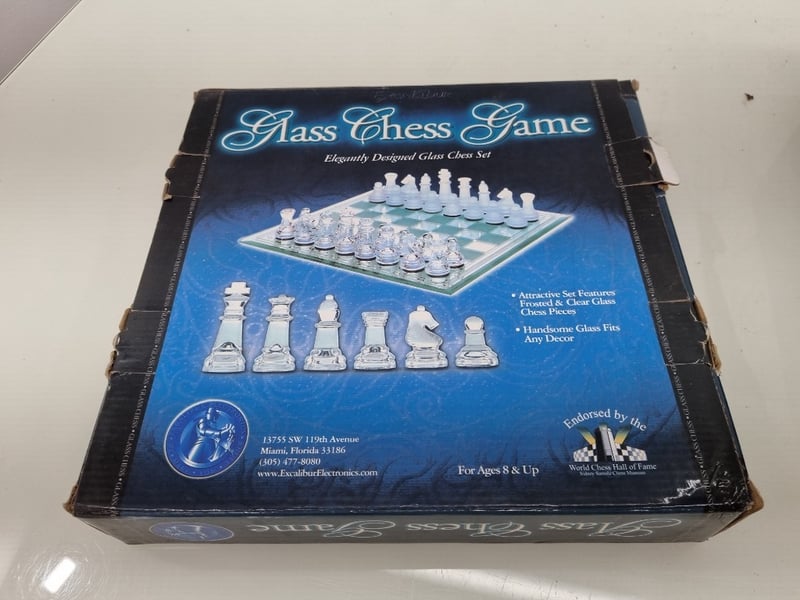 Glass Chess Game
Elegantly Designed Glass Chess Set
• Attractive Set Features
Frosted & Clear Glass
Chess Pieces
• Handsome Glass Fits
Any Decor
13755 SW 119th Avenue
Miami, Florida 33186
(305) 477-8080
www.ExcaliburElectronics.com
For Ages 8 & Up
Endorsed by the
World Chess Hall of Fame
Glass Chess Game